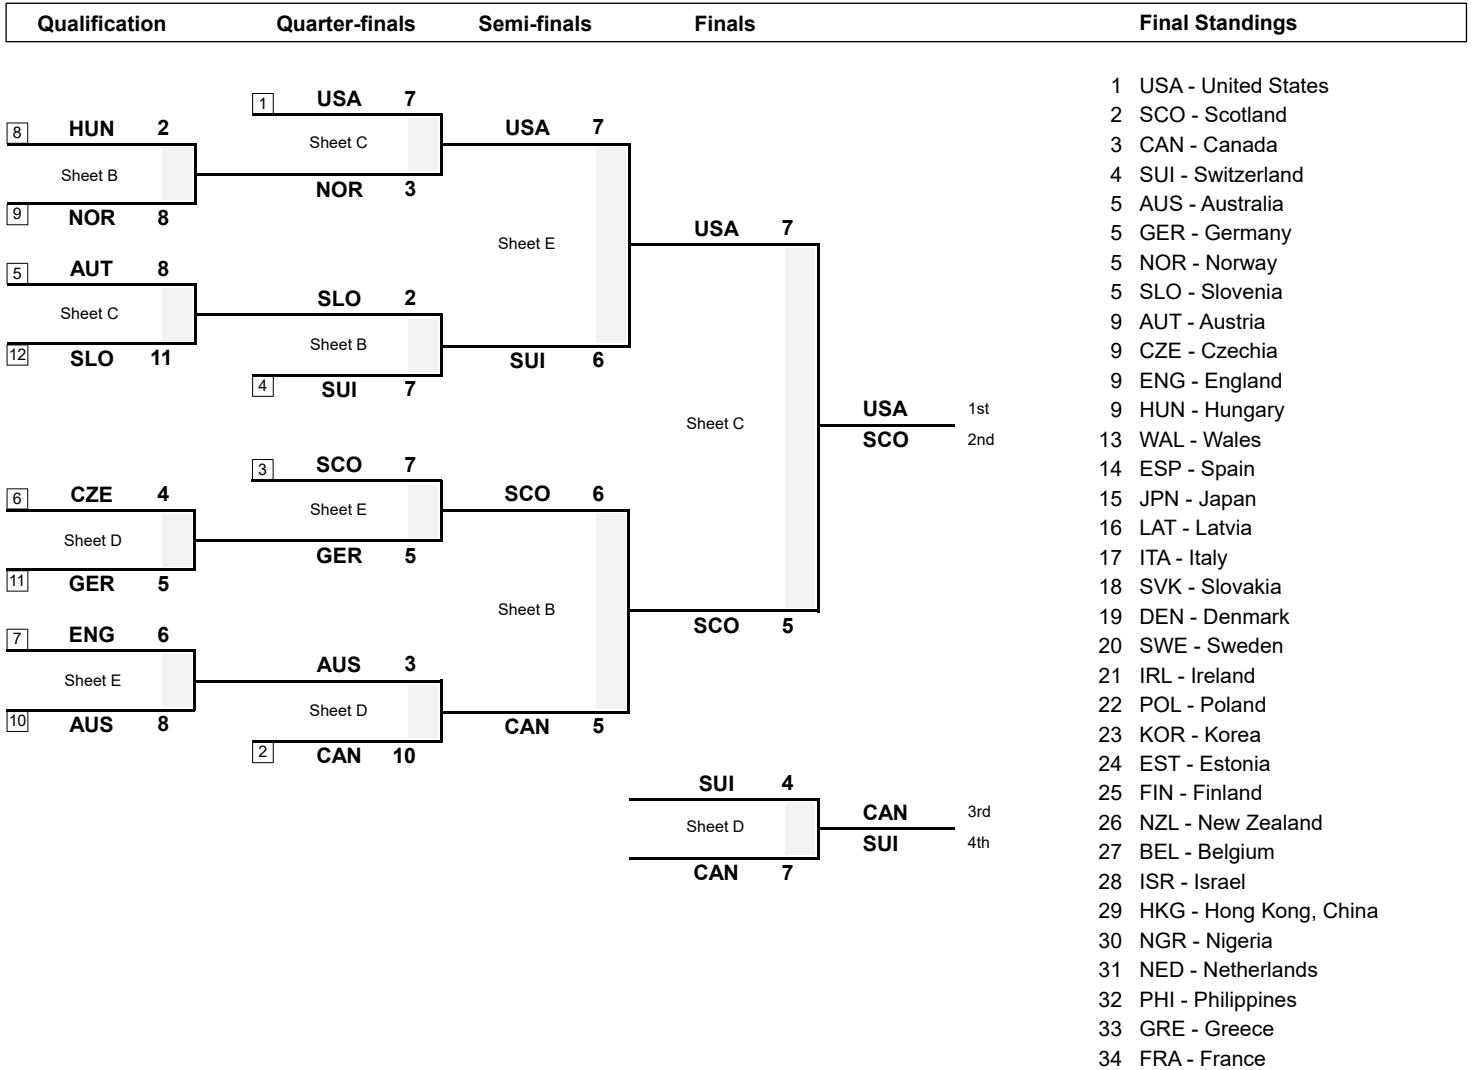 Qualification Quarter-finals Semi-finals Finals Final Standings
1 USA 7
Sheet C
NOR 3
8 HUN 2
Sheet B
9 NOR 8
5 AUT 8
Sheet C
12 SLO 11
SLO 2
Sheet B
4 SUI 7
USA 7
Sheet E
SUI 6
3 SCO 7
Sheet E
GER 5
6 CZE 4
Sheet D
11 GER 5
7 ENG 6
Sheet E
10 AUS 8
AUS 3
Sheet D
2 CAN 10
SCO 6
Sheet B
CAN 5
USA 7
Sheet C
SCO 5
USA 1st
SCO 2nd
SUI 4
Sheet D
CAN 7
CAN 3rd
SUI 4th
1 USA - United States
2 SCO - Scotland
3 CAN - Canada
4 SUI - Switzerland
5 AUS - Australia
5 GER - Germany
5 NOR - Norway
5 SLO - Slovenia
9 AUT - Austria
9 CZE - Czechia
9 ENG - England
9 HUN - Hungary
13 WAL - Wales
14 ESP - Spain
15 JPN - Japan
16 LAT - Latvia
17 ITA - Italy
18 SVK - Slovakia
19 DEN - Denmark
20 SWE - Sweden
21 IRL - Ireland
22 POL - Poland
23 KOR - Korea
24 EST - Estonia
25 FIN - Finland
26 NZL - New Zealand
27 BEL - Belgium
28 ISR - Israel
29 HKG - Hong Kong, China
30 NGR - Nigeria
31 NED - Netherlands
32 PHI - Philippines
33 GRE - Greece
34 FRA - France